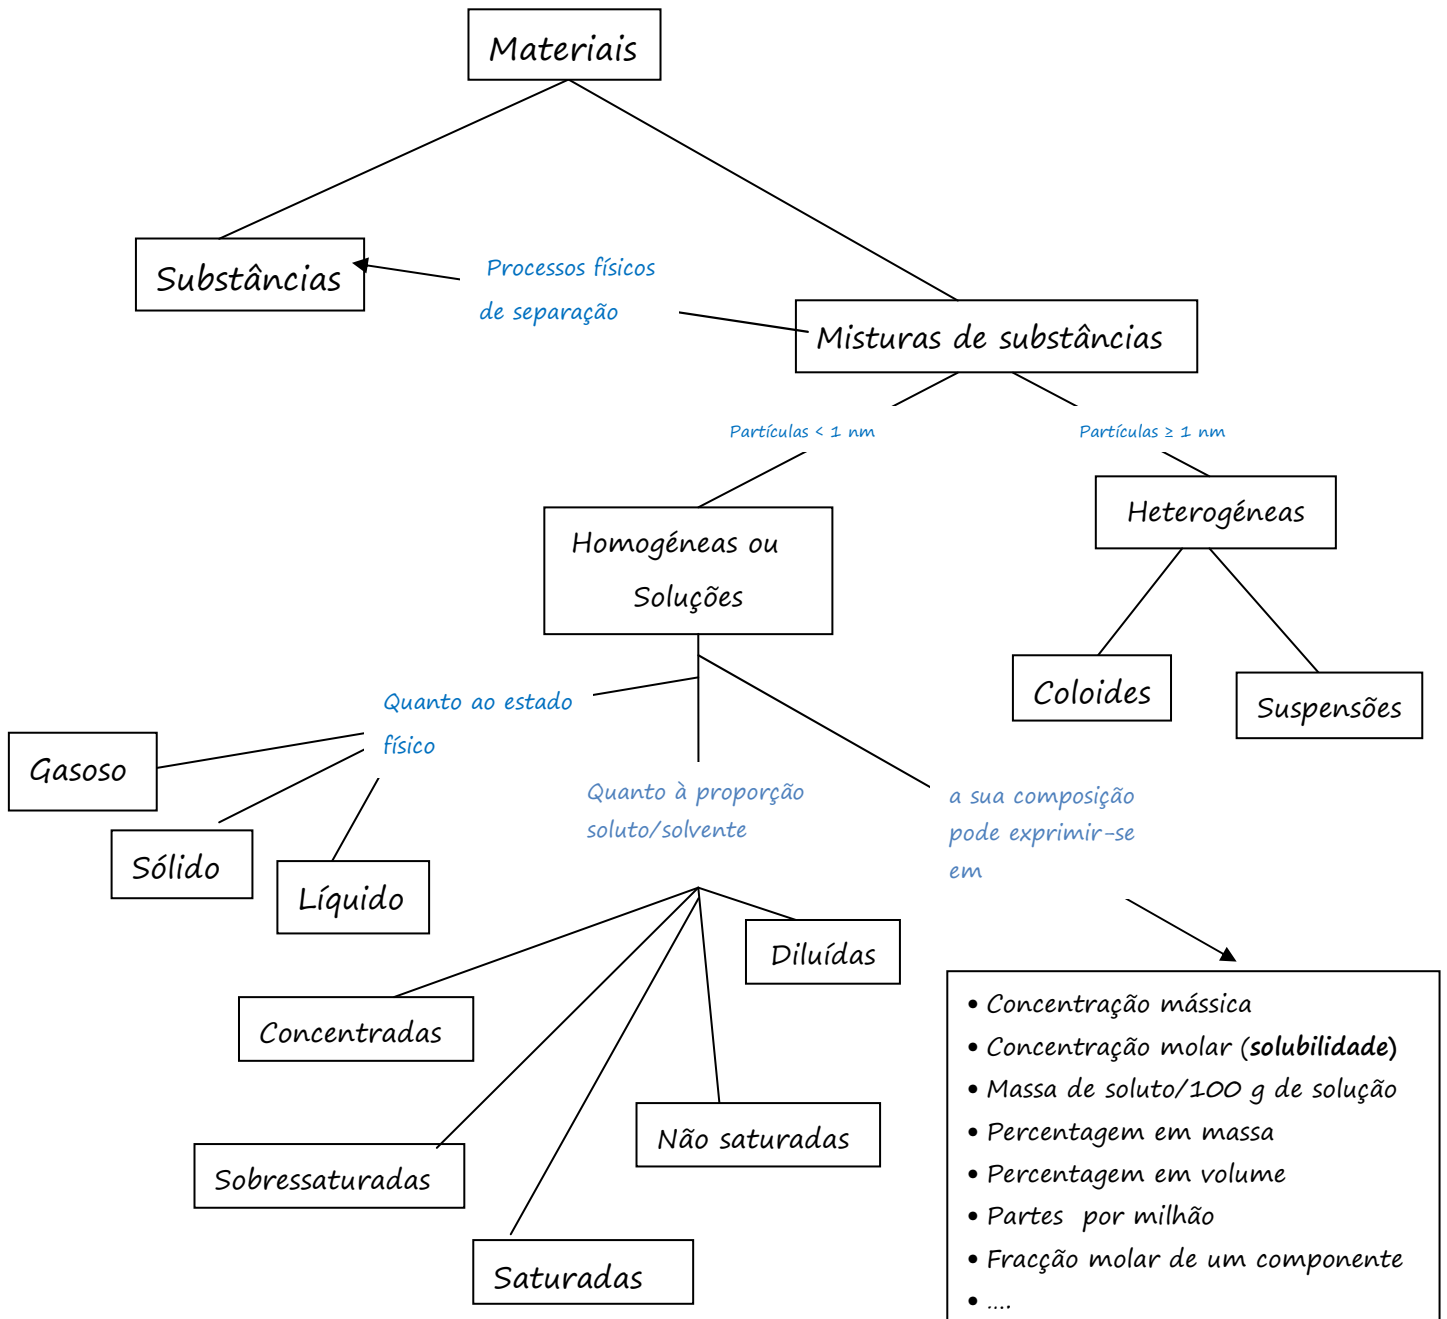 Materiais
Substâncias
Processos físicos
de separação
Misturas de substâncias
Partículas < 1 nm
Partículas ≥ 1 nm
Homogéneas ou
Soluções
Heterogéneas
Coloides
Suspensões
Quanto ao estado
físico
Gasoso
Sólido
Líquido
Quanto à proporção
soluto/solvente
a sua composição
pode exprimir-se
em
Diluídas
Concentradas
Não saturadas
Sobressaturadas
Saturadas
• Concentração mássica
• Concentração molar (solubilidade)
• Massa de soluto/100 g de solução
• Percentagem em massa
• Percentagem em volume
• Partes por milhão
• Fracção molar de um componente
• ....